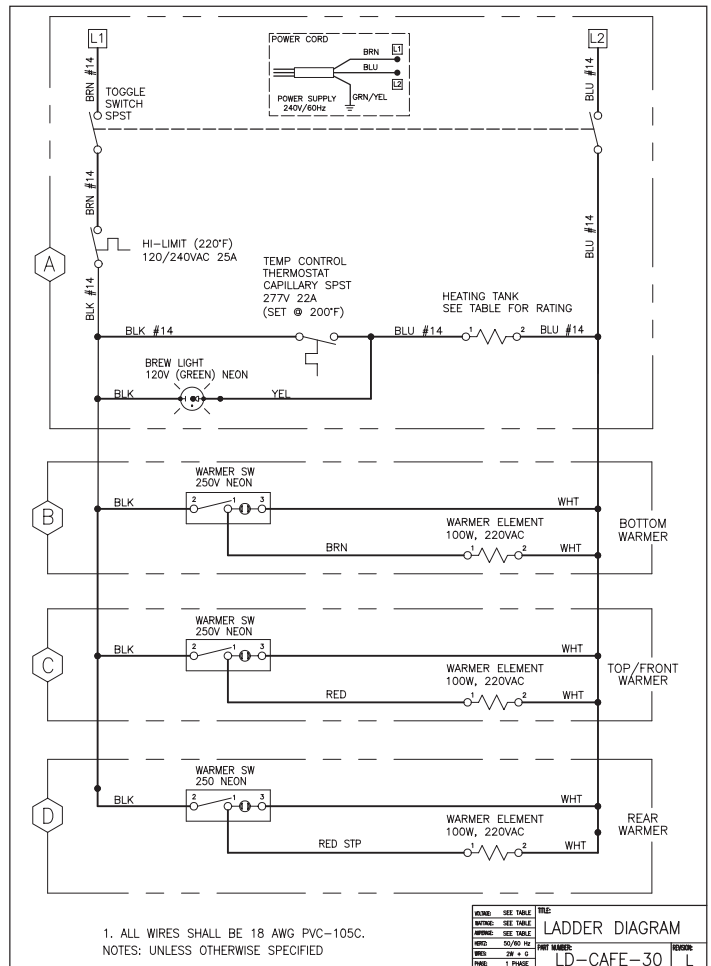 L1
L2
POWER CORD
BRN
L1
BLU
L2
GRN/YEL
POWER SUPPLY
240V/60Hz
BRN #14
BLU #14
TOGGLE
SWITCH
SPST
BRN #14
BLU #14
A
HI-LIMIT (220°F)
120/240VAC 25A
BLK #14
TEMP CONTROL
THERMOSTAT
CAPILLARY SPST
277V 22A
(SET @ 200°F)
HEATING TANK
SEE TABLE FOR RATING
BLK #14
BLU #14
1
2
BLU #14
BREW LIGHT
120V (GREEN) NEON
BLK
YEL
B
WARMER SW
250V NEON
BLK
2
1
3
WHT
WARMER ELEMENT
100W, 220VAC
BRN
1
2
WHT
BOTTOM
WARMER
C
WARMER SW
250V NEON
BLK
2
1
3
WHT
WARMER ELEMENT
100W, 220VAC
RED
1
2
WHT
TOP/FRONT
WARMER
D
WARMER SW
250 NEON
BLK
2
1
3
WHT
WARMER ELEMENT
100W, 220VAC
RED STP
1
2
WHT
REAR
WARMER
1. ALL WIRES SHALL BE 18 AWG PVC-105C.
NOTES: UNLESS OTHERWISE SPECIFIED
VOLTAGE: SEE TABLE
WATTAGE: SEE TABLE
AMPERAGE: SEE TABLE
HERTZ: 50/60 Hz
WIRES: 2W + G
PHASE: 1 PHASE
TITLE:
LADDER DIAGRAM
PART NUMBER:
LD-CAFE-30
REVISION:
L